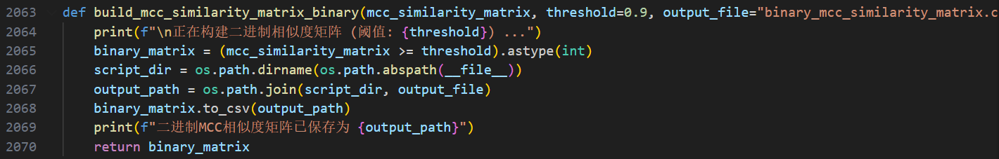 2063 def build_mcc_similarity_matrix_binary(mcc_similarity_matrix, threshold=0.9, output_file="binary_mcc_similarity_matrix.c
2064     print(f"\n正在构建二进制相似度矩阵 (阈值: {threshold}) ...")
2065     binary_matrix = (mcc_similarity_matrix >= threshold).astype(int)
2066     script_dir = os.path.dirname(os.path.abspath(__file__))
2067     output_path = os.path.join(script_dir, output_file)
2068     binary_matrix.to_csv(output_path)
2069     print(f"二进制MCC相似度矩阵已保存为 {output_path}")
2070     return binary_matrix